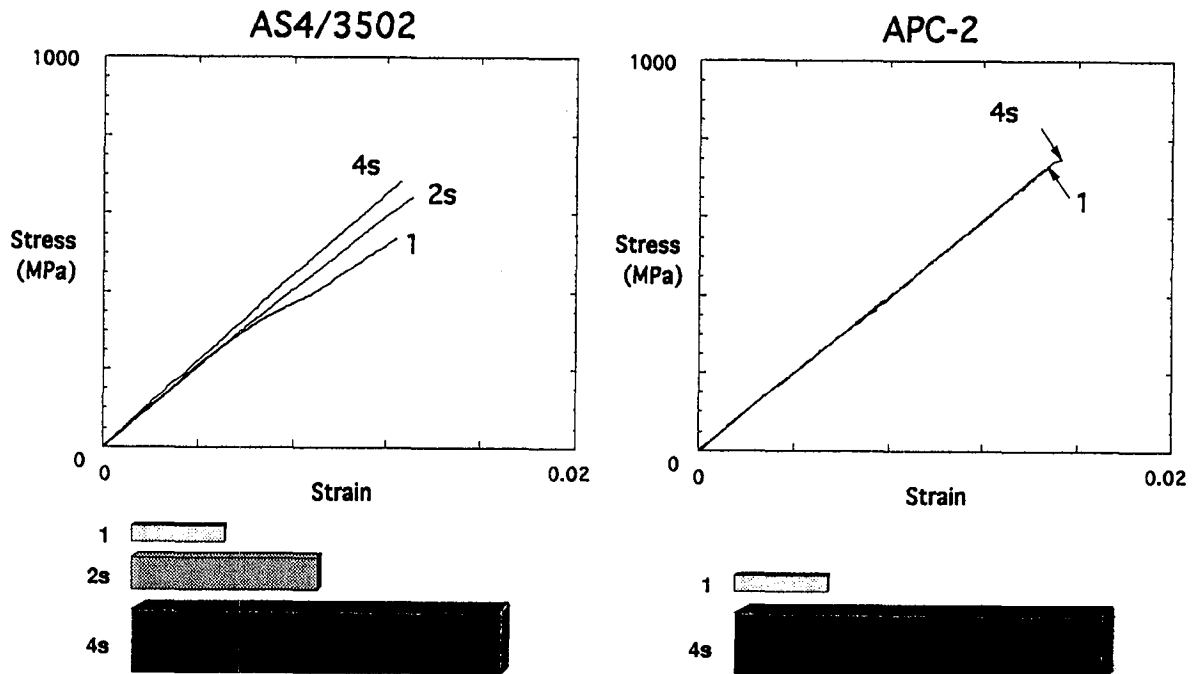 AS4/3502
1000
4s
2s
1
Stress
(MPa)
0
0
0.02
Strain
1
2s
4s
APC-2
1000
4s
1
Stress
(MPa)
0
0
0.02
Strain
1
4s